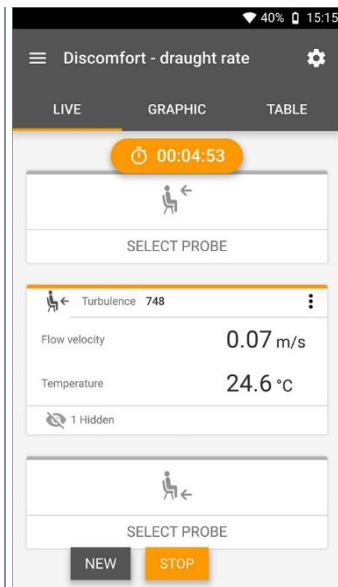 40% 15:15
Discomfort - draught rate
LIVE GRAPHIC TABLE
00:04:53
SELECT PROBE
Turbulence 748
Flow velocity 0.07 m/s
Temperature 24.6 °C
1 Hidden
SELECT PROBE
NEW STOP